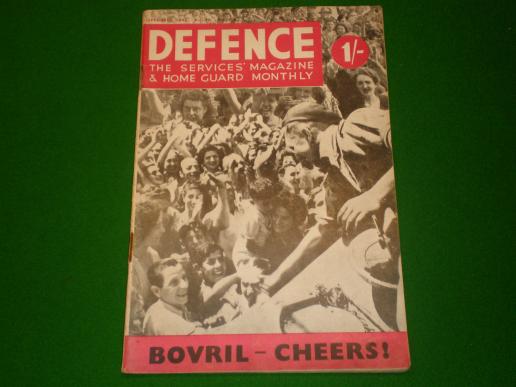 DEFENCE
THE SERVICES' MAGAZINE
& HOME GUARD MONTHLY
1/-
BOVRIL - CHEERS!